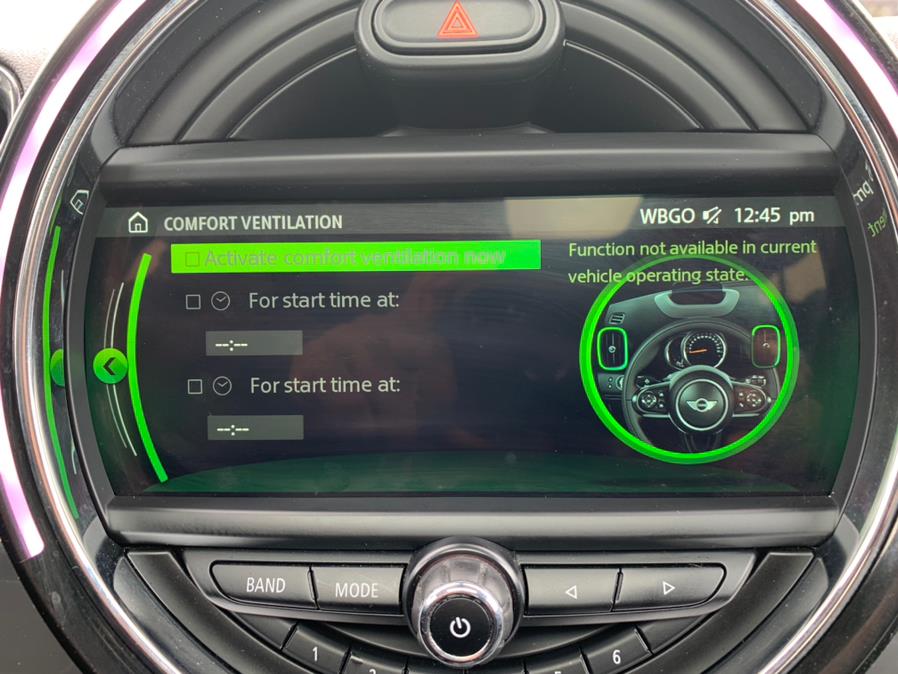 COMFORT VENTILATION
WBGO 12:45 pm
Activate comfort ventilation now
Function not available in current
vehicle operating state.
For start time at:
--:--
For start time at:
--:--
BAND
MODE
1
6